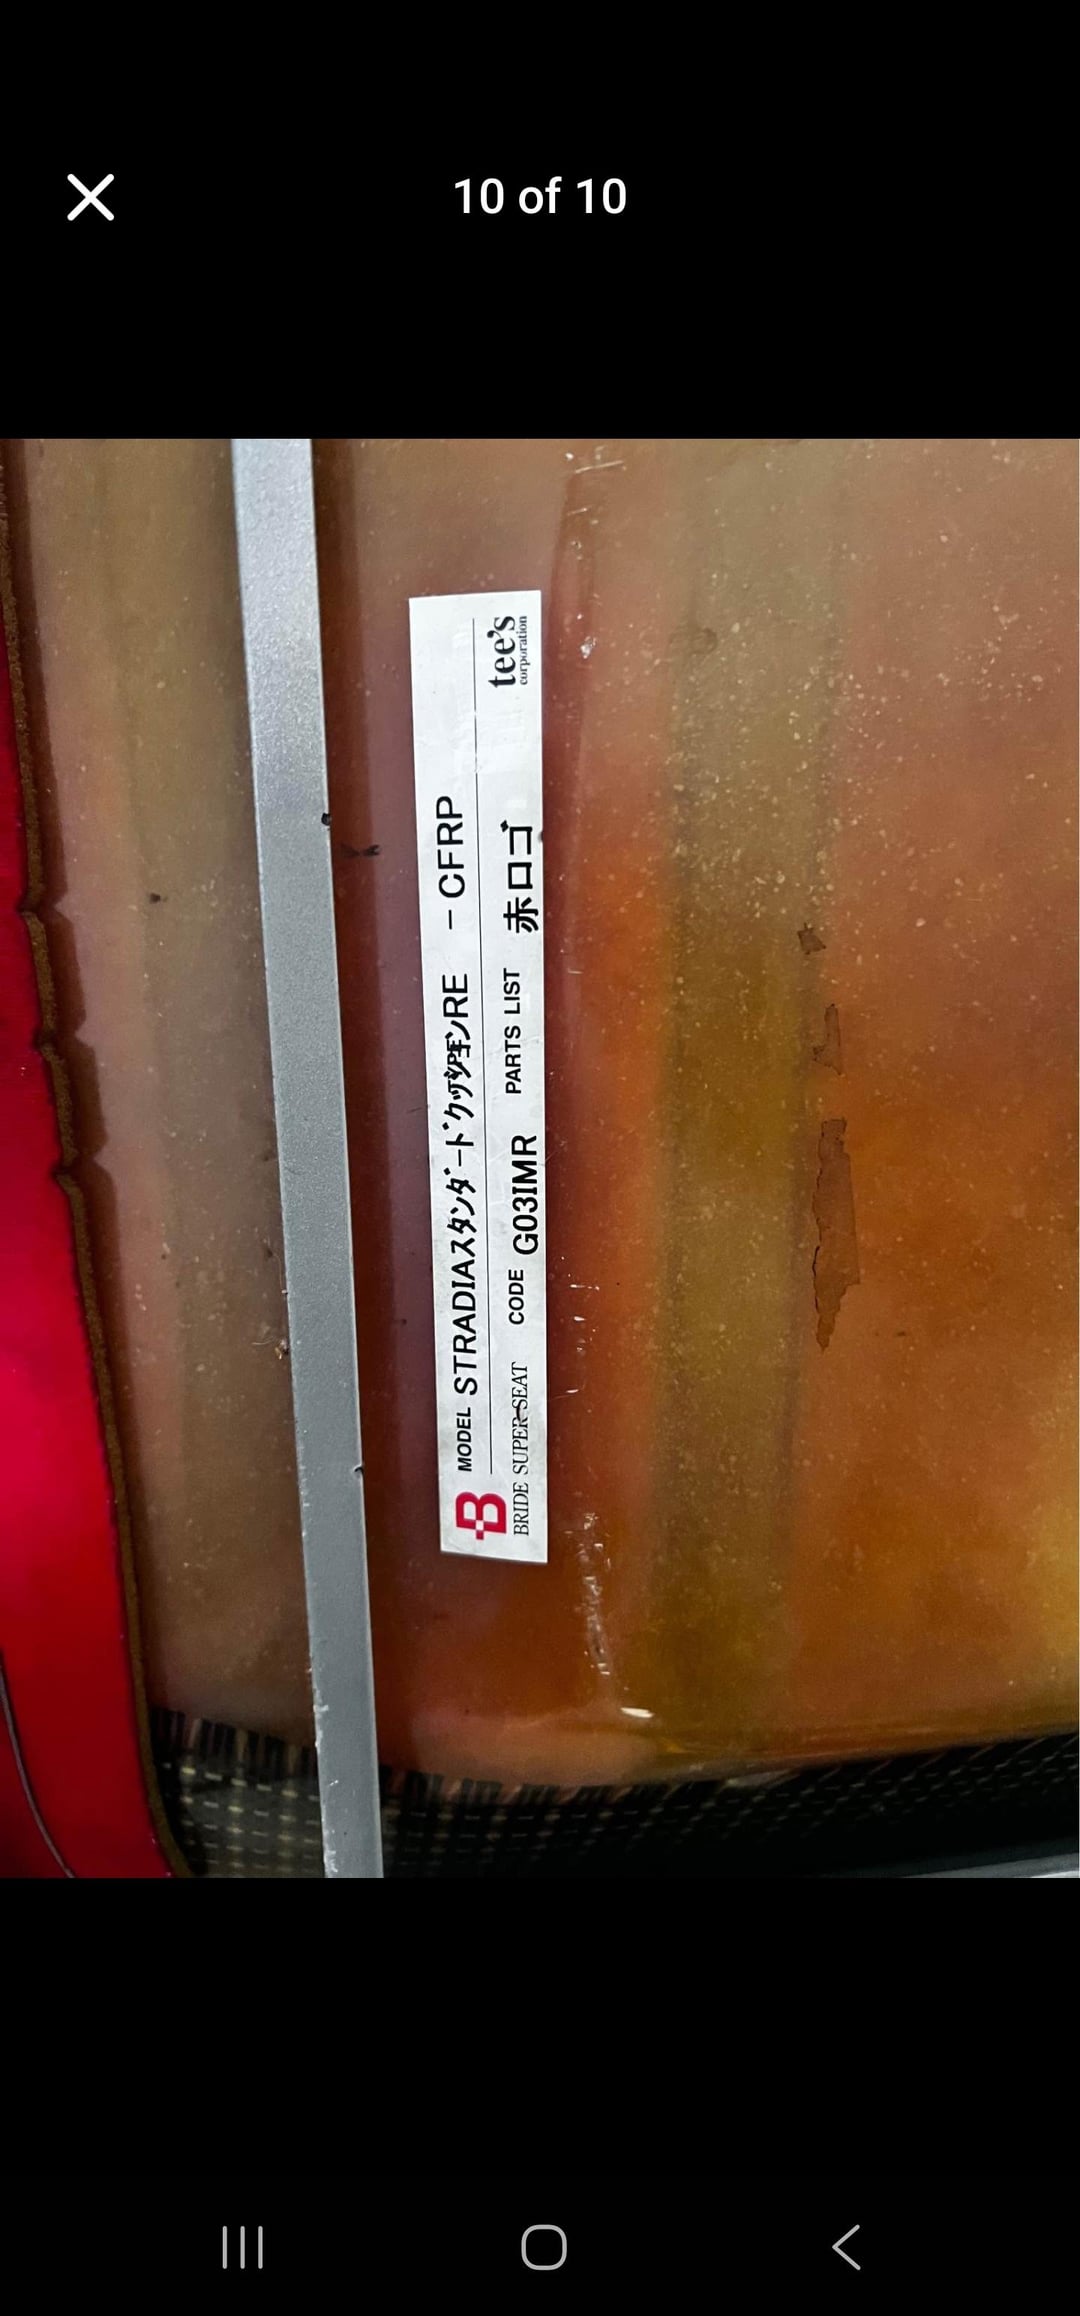 10 of 10
MODEL STRADIAスタンダードクッションRE - CFRP
BRIDE SUPER SEAT CODE G03IMR PARTS LIST 赤ロゴ
tee's
corporation